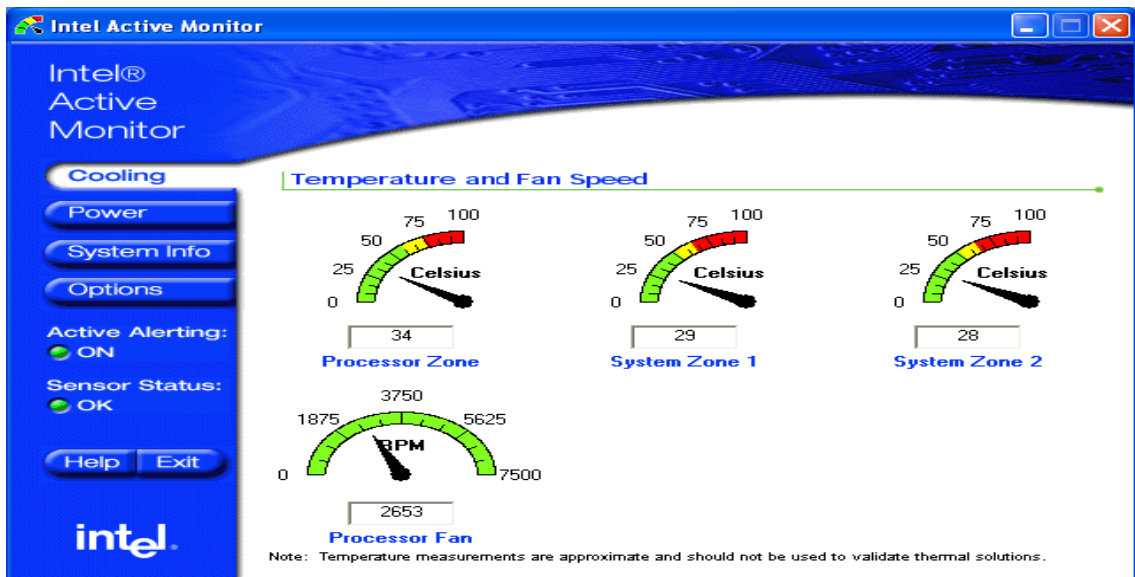 Intel Active Monitor
Intel®
Active
Monitor
Cooling
Power
System Info
Options
Active Alerting:
ON
Sensor Status:
OK
Help Exit
intel.
Temperature and Fan Speed
0 25 50 75 100
Celsius
34
Processor Zone
0 25 50 75 100
Celsius
29
System Zone 1
0 25 50 75 100
Celsius
28
System Zone 2
0 1875 3750 5625 7500
RPM
2653
Processor Fan
Note: Temperature measurements are approximate and should not be used to validate thermal solutions.